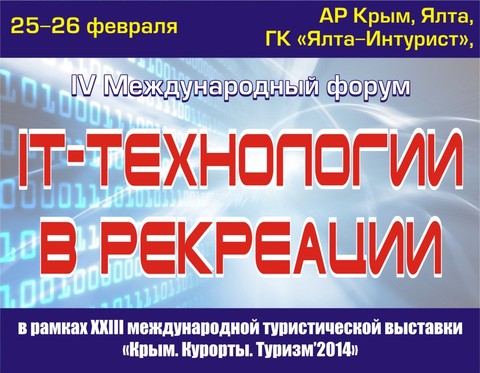 25–26 февраля
АР Крым, Ялта,
ГК «Ялта–Интурист»,
IV Международный форум
IT-ТЕХНОЛОГИИ
В РЕКРЕАЦИИ
в рамках XXIII международной туристической выставки
«Крым. Курорты. Туризм’2014»